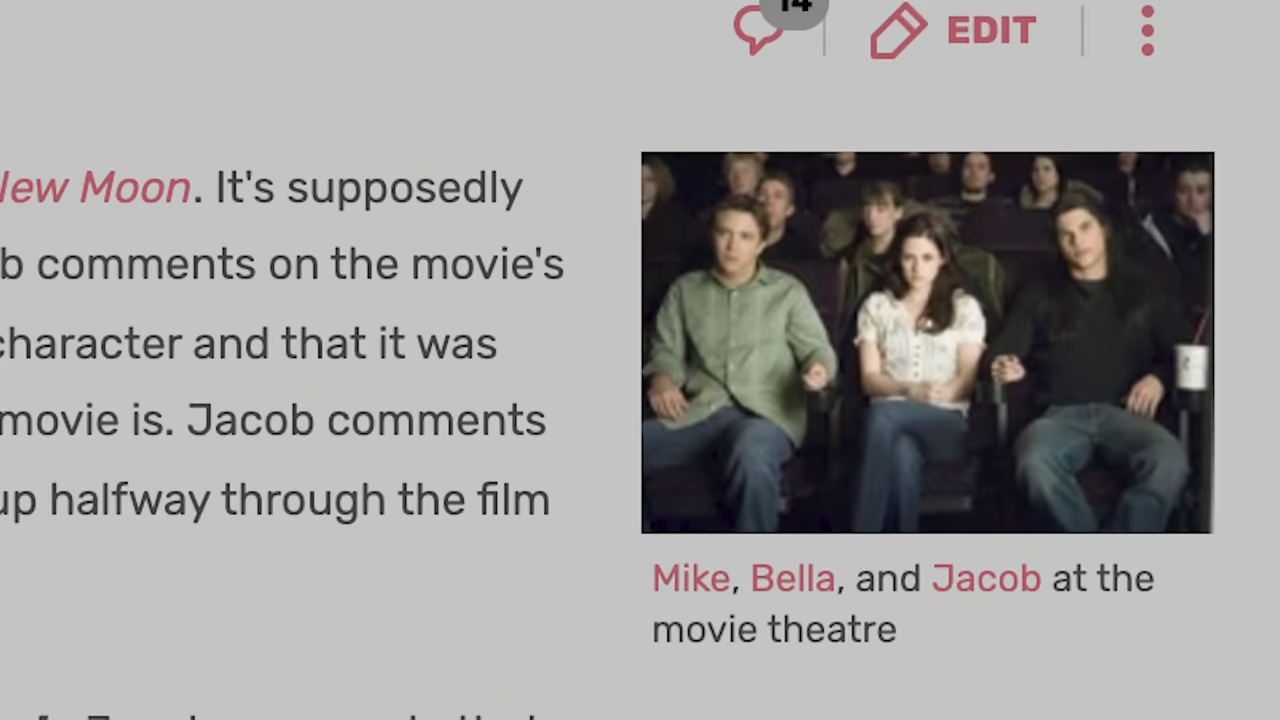 14
EDIT
New Moon. It's supposedly
b comments on the movie's
character and that it was
movie is. Jacob comments
up halfway through the film
Mike, Bella, and Jacob at the
movie theatre